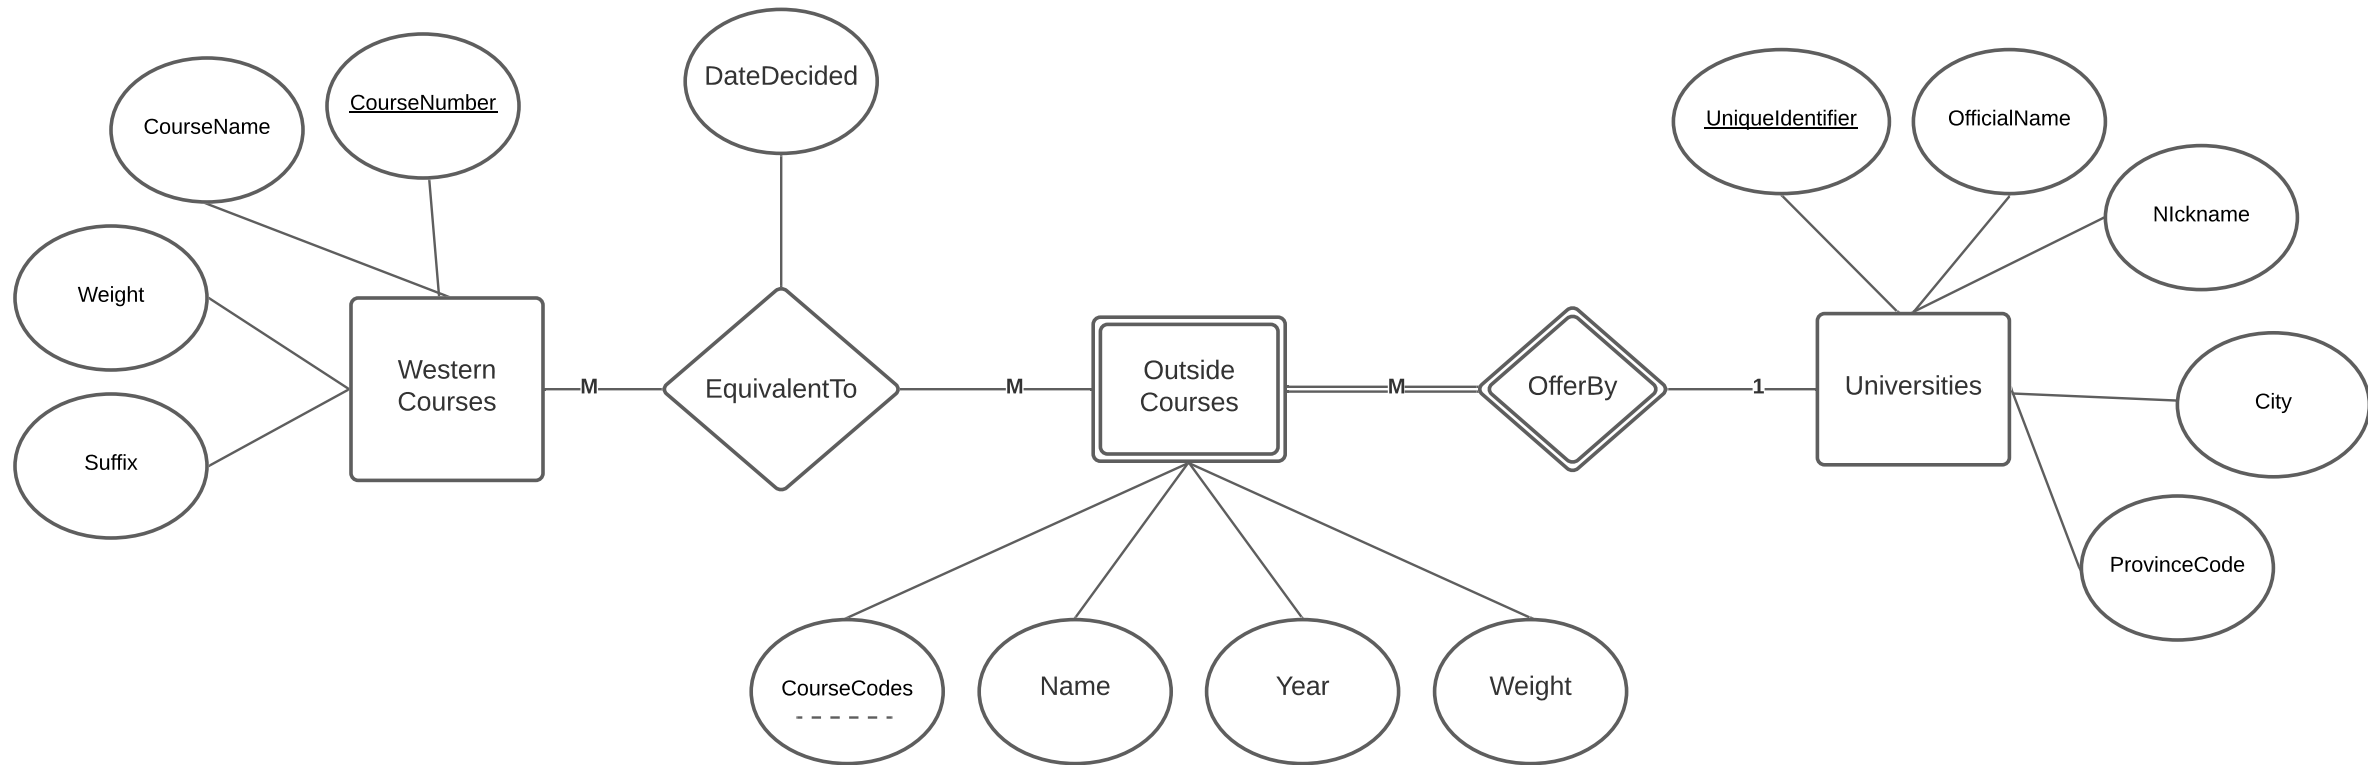 DateDecided
CourseNumber
CourseName
UniqueIdentifier
OfficialName
NIckname
Weight
Suffix
Western
Courses
M
EquivalentTo
M
Outside
Courses
M
OfferBy
1
Universities
City
ProvinceCode
CourseCodes
Name
Year
Weight